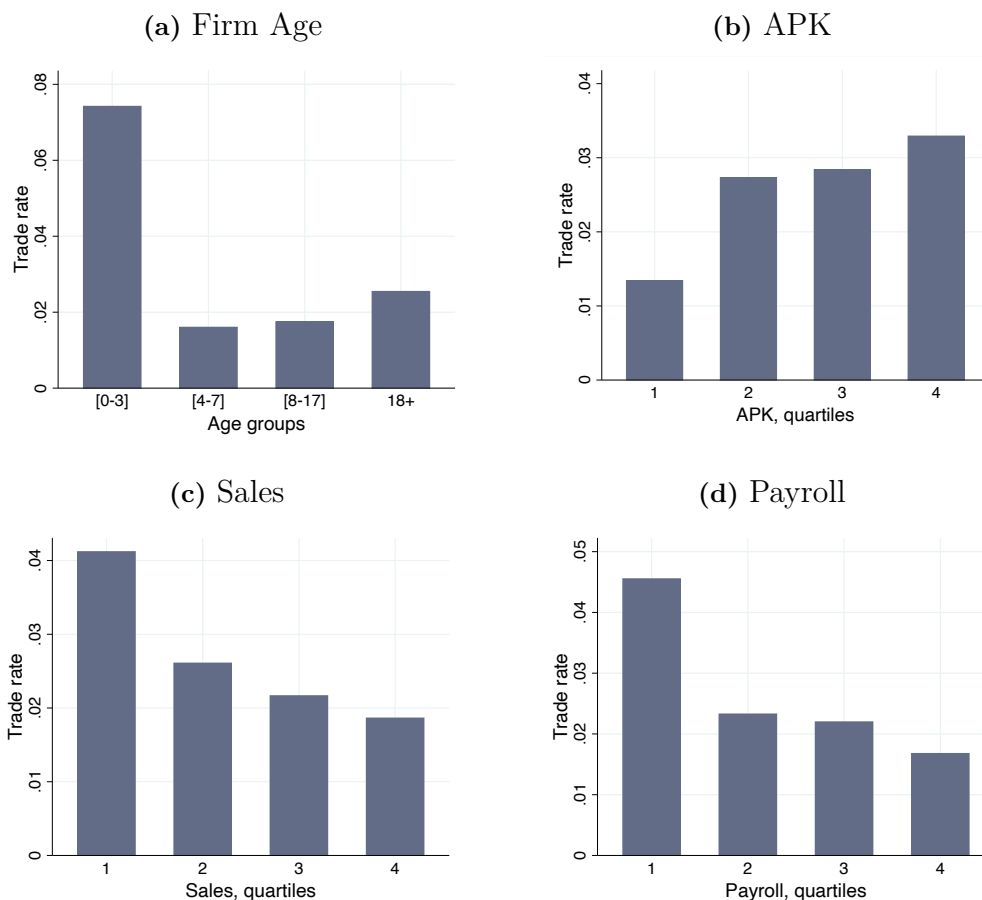 (a) Firm Age
Trade rate
0 .02 .04 .06 .08
[0-3] [4-7] [8-17] 18+
Age groups
(b) APK
Trade rate
0 .01 .02 .03 .04
1 2 3 4
APK, quartiles
(c) Sales
Trade rate
0 .01 .02 .03 .04
1 2 3 4
Sales, quartiles
(d) Payroll
Trade rate
0 .01 .02 .03 .04 .05
1 2 3 4
Payroll, quartiles